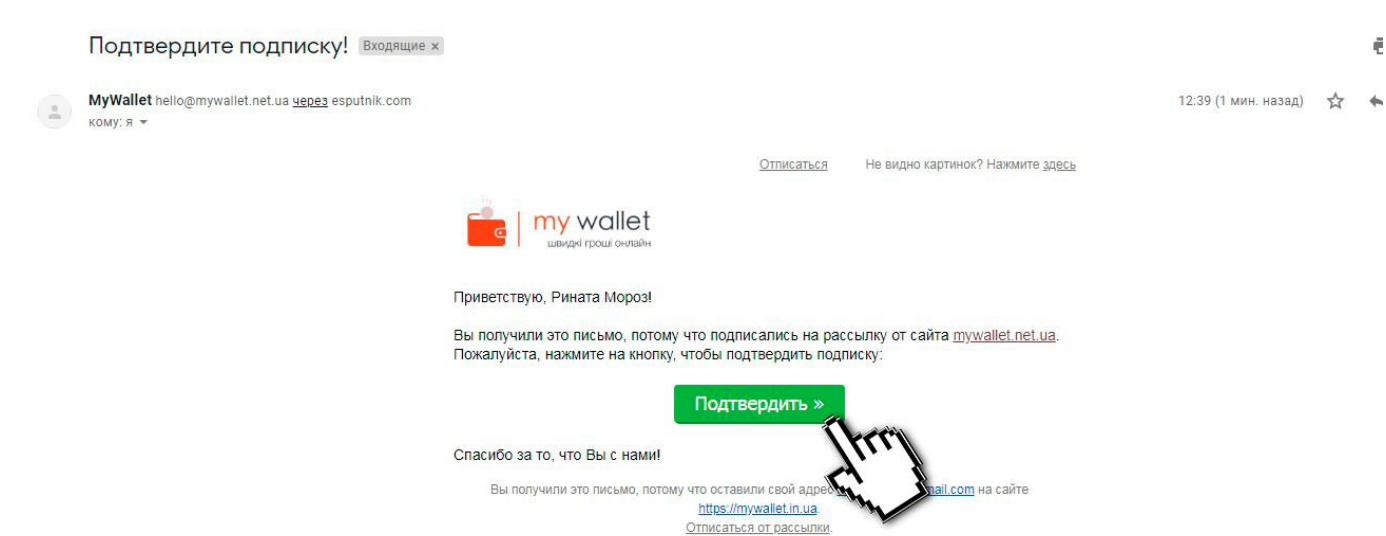 Подтвердите подписку! Входящие x
MyWallet hello@mywallet.net.ua через esputnik.com 12:39 (1 мин. назад)
кому: я
Отписаться Не видно картинок? Нажмите здесь
my wallet
швидкі гроші онлайн
Приветствую, Рината Мороз!
Вы получили это письмо, потому что подписались на рассылку от сайта mywallet.net.ua.
Пожалуйста, нажмите на кнопку, чтобы подтвердить подписку:
Подтвердить »
Спасибо за то, что Вы с нами!
Вы получили это письмо, потому что оставили свой адрес mail.com на сайте
https://mywallet.in.ua.
Отписаться от рассылки.